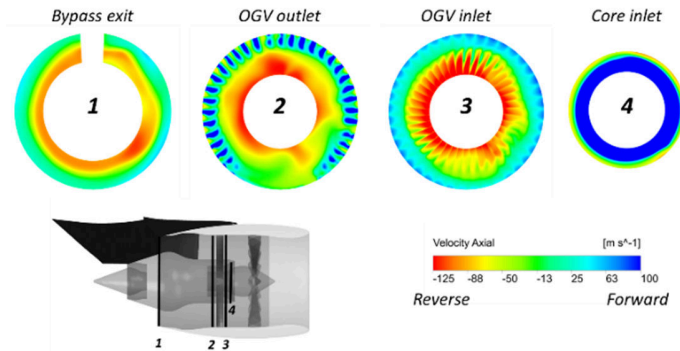 Bypass exit OGV outlet OGV inlet Core inlet
1 2 3 4
Velocity Axial [m s^-1]
-125 -88 -50 -13 25 63 100
Reverse Forward
4
1 2 3